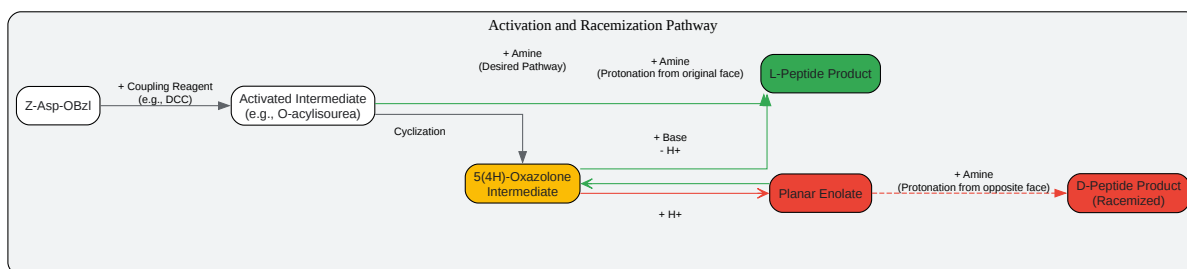 Activation and Racemization Pathway
+ Amine
(Desired Pathway)
+ Amine
(Protonation from original face)
L-Peptide Product
+ Coupling Reagent
(e.g., DCC)
Z-Asp-OBzl
Activated Intermediate
(e.g., O-acylisourea)
Cyclization
+ Base
- H+
5(4H)-Oxazolone
Intermediate
Planar Enolate
+ Amine
(Protonation from opposite face)
D-Peptide Product
(Racemized)
+ H+